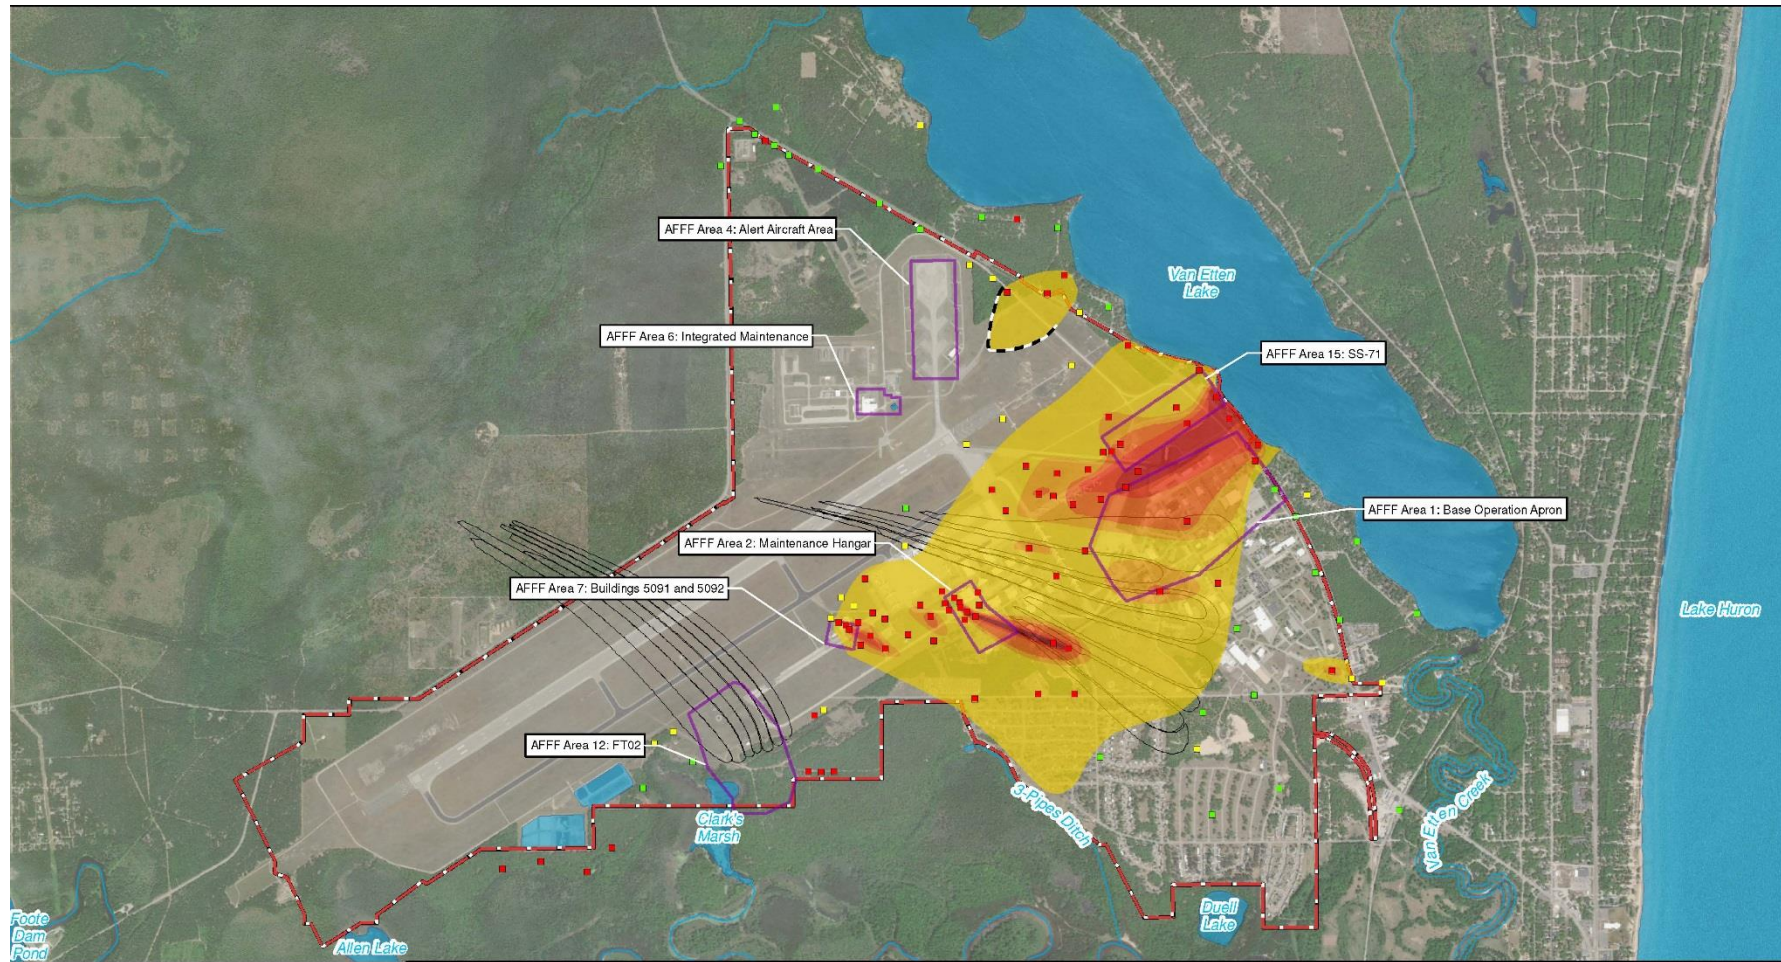 AFFF Area 4: Alert Aircraft Area
Van Etten
Lake
AFFF Area 6: Integrated Maintenance
AFFF Area 15: SS-71
AFFF Area 1: Base Operation Apron
AFFF Area 2: Maintenance Hangar
AFFF Area 7: Buildings 5091 and 5092
Lake Huron
AFFF Area 12: FT02
Clark's
Marsh
3-Pipes Ditch
Van Etten Creek
Foote
Dam
Pond
Allen Lake
Duell
Lake